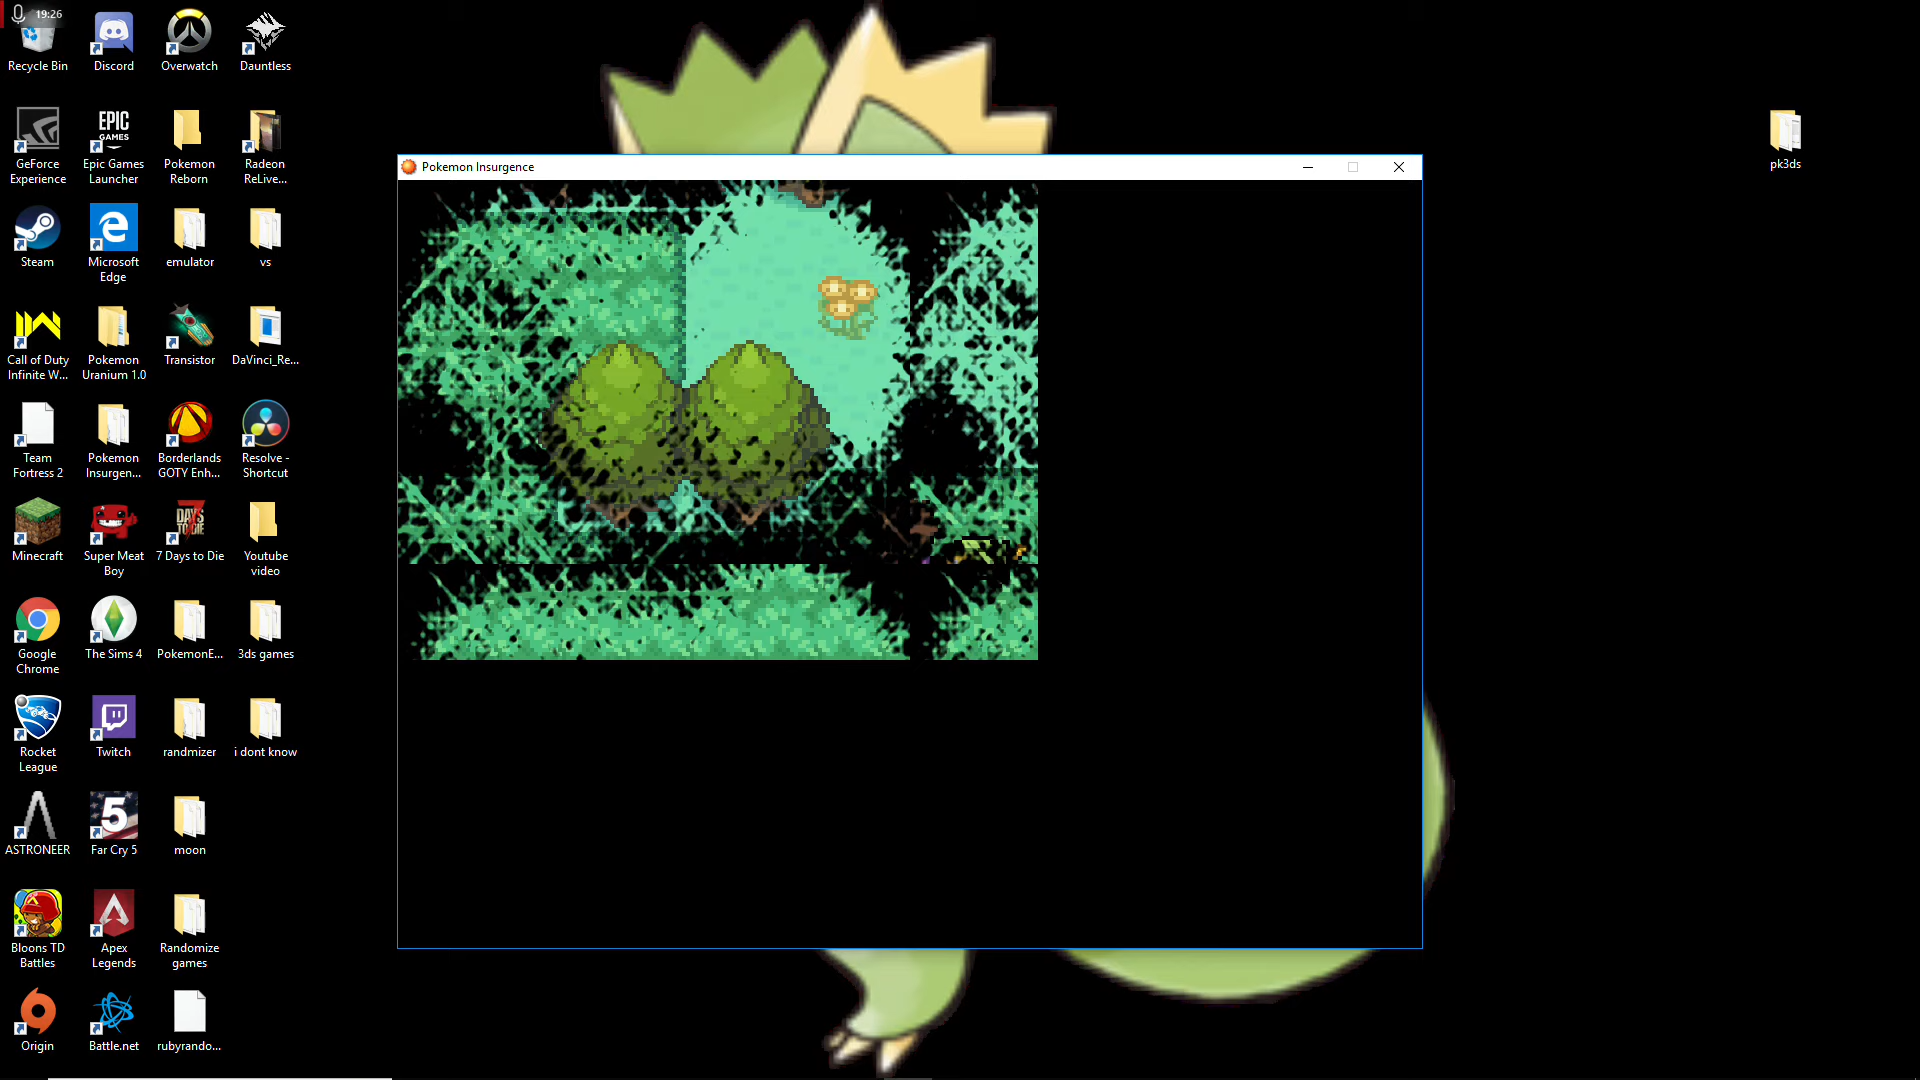 19:26
Recycle Bin
Discord
Overwatch
Dauntless
GeForce
Experience
EPIC
GAMES
Epic Games
Launcher
Pokemon
Reborn
Radeon
ReLive...
pk3ds
Pokemon Insurgence
Steam
Microsoft
Edge
emulator
vs
Call of Duty
Infinite W...
Pokemon
Uranium 1.0
Transistor
DaVinci_Re...
Team
Fortress 2
Pokemon
Insurgen...
Borderlands
GOTY Enh...
Resolve -
Shortcut
Minecraft
Super Meat
Boy
7 DAYS
TO DIE
7 Days to Die
Youtube
video
Google
Chrome
The Sims 4
PokemonE...
3ds games
Rocket
League
Twitch
randmizer
i dont know
ASTRONEER
5
Far Cry 5
moon
Bloons TD
Battles
Apex
Legends
Randomize
games
Origin
Battle.net
rubyrando...